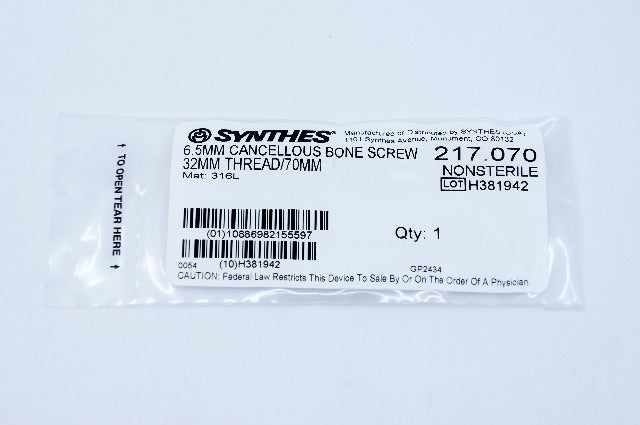 ↑ TO OPEN TEAR HERE ↑
SYNTHES®
Manufactured or Distributed by SYNTHES (USA)
1101 Synthes Avenue, Monument, CO 80132
6.5MM CANCELLOUS BONE SCREW 217.070
32MM THREAD/70MM NONSTERILE
Mat: 316L LOT H381942
(01)10886982155597 Qty: 1
0054 (10)H381942 GP2434
CAUTION: Federal Law Restricts This Device To Sale By Or On The Order Of A Physician.